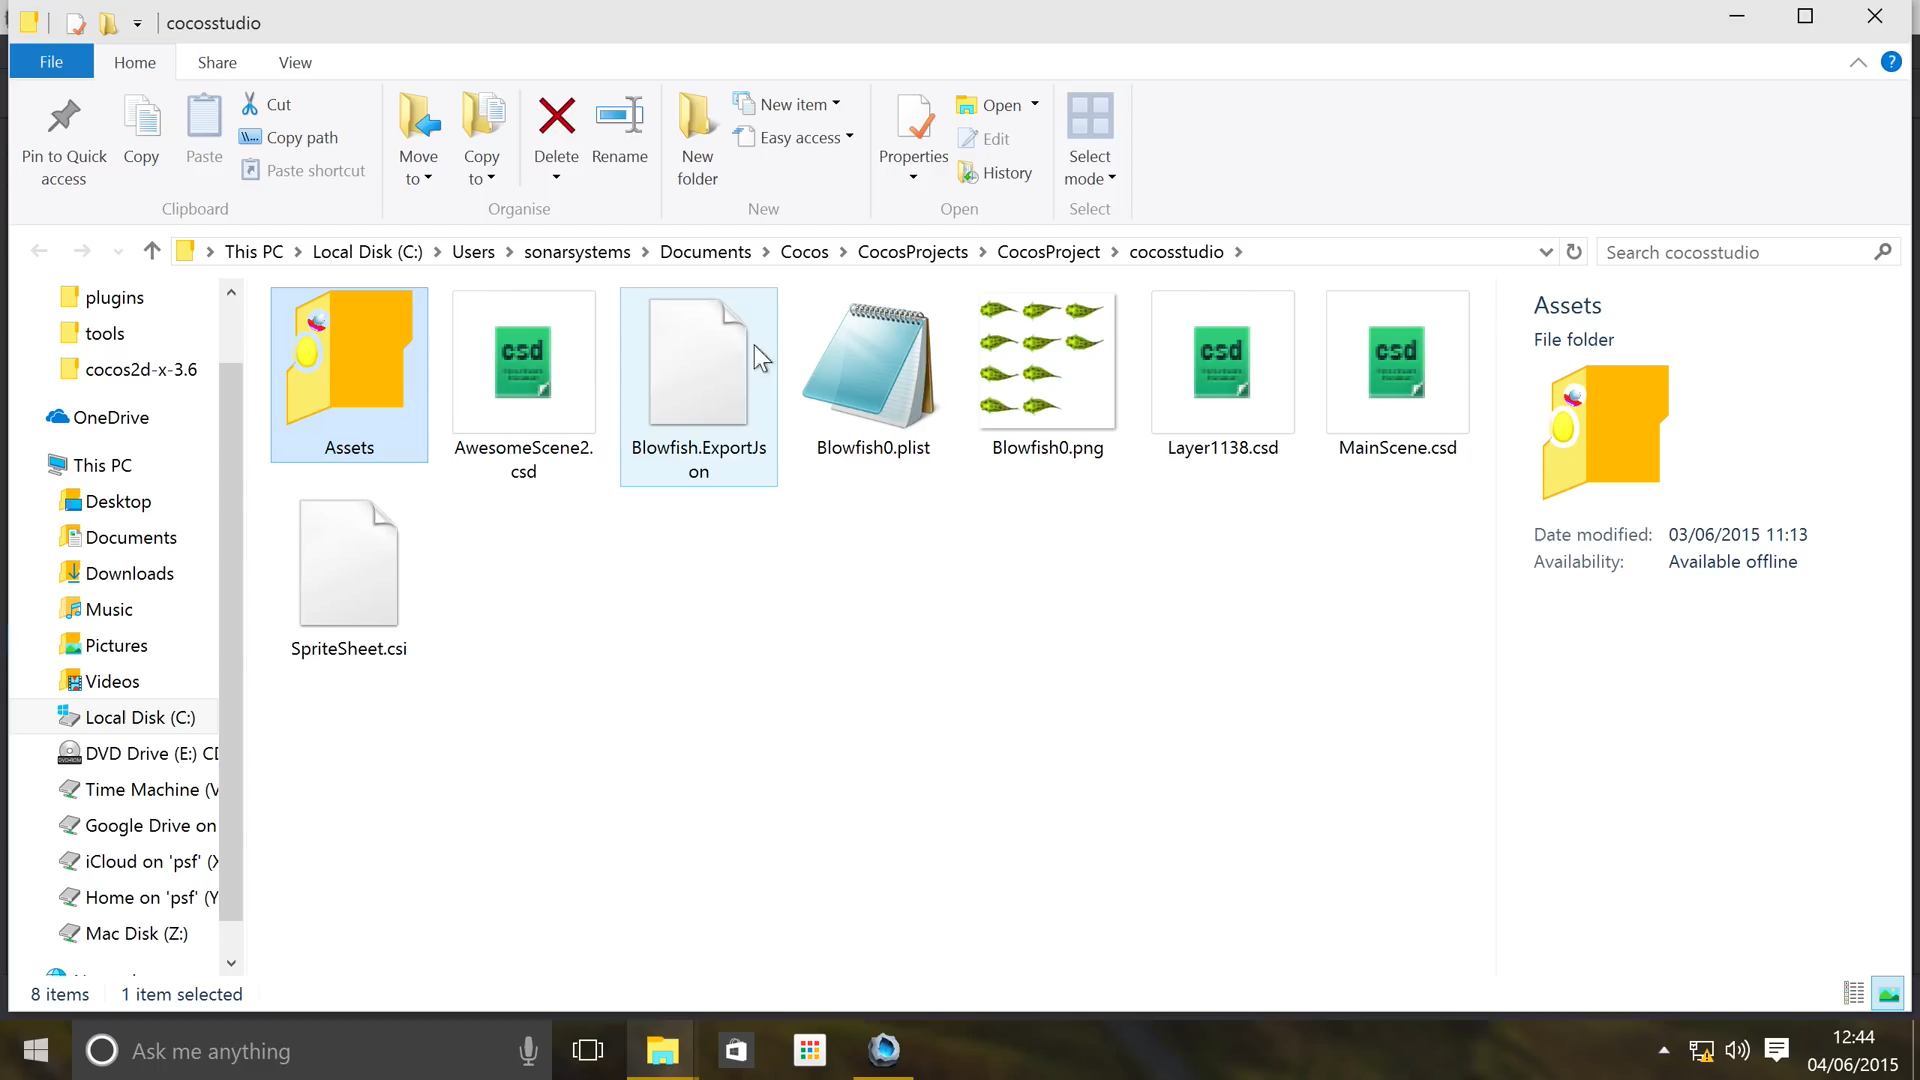 cocosstudio
File Home Share View
Pin to Quick access
Copy
Paste
Cut
Copy path
Paste shortcut
Clipboard
Move to
Copy to
Delete
Rename
Organise
New folder
New item
Easy access
New
Properties
Open
Edit
History
Open
Select mode
Select
This PC Local Disk (C:) Users sonarsystems Documents Cocos CocosProjects CocosProject cocosstudio
Search cocosstudio
plugins
tools
cocos2d-x-3.6
OneDrive
This PC
Desktop
Documents
Downloads
Music
Pictures
Videos
Local Disk (C:)
DVD Drive (E:)
Time Machine
Google Drive on
iCloud on 'psf'
Home on 'psf'
Mac Disk (Z:)
Assets
csd
AwesomeScene2.
csd
Blowfish.ExportJs
on
Blowfish0.plist
Blowfish0.png
csd
Layer1138.csd
csd
MainScene.csd
SpriteSheet.csi
Assets
File folder
Date modified: 03/06/2015 11:13
Availability: Available offline
8 items 1 item selected
Ask me anything
12:44
04/06/2015